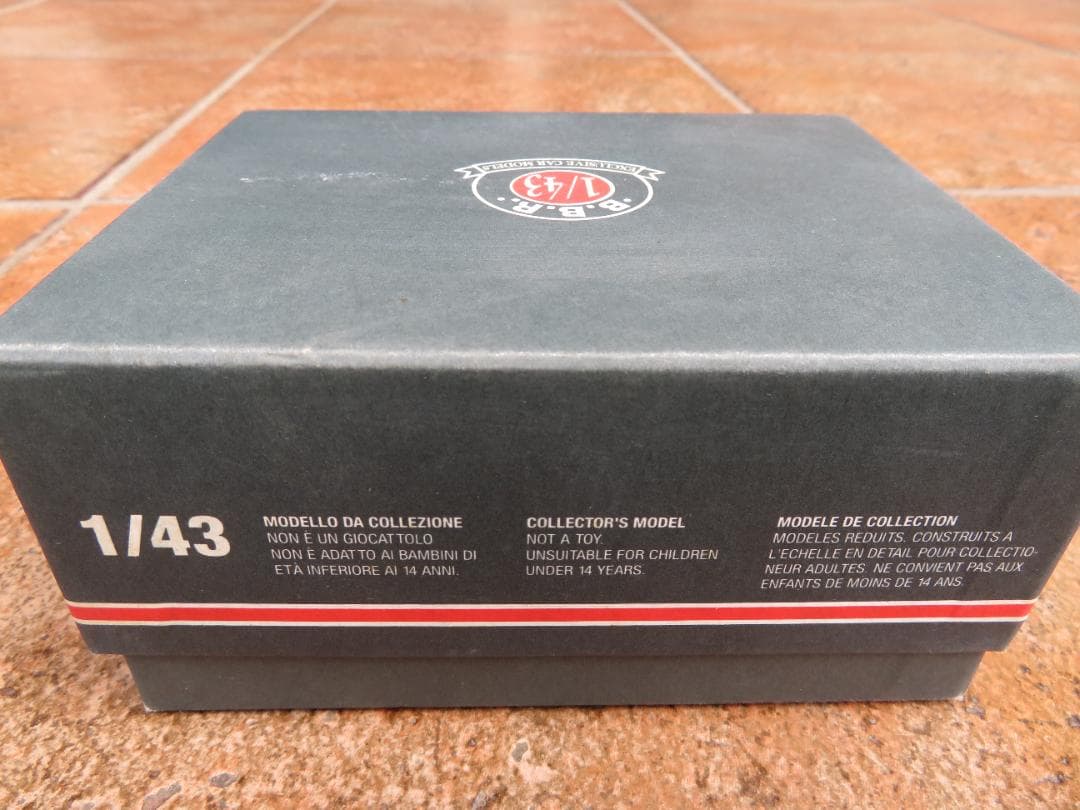 EXCLUSIVE CAR MODELS
1/43
B.B.R.
1/43
MODELLO DA COLLEZIONE
NON È UN GIOCATTOLO
NON È ADATTO AI BAMBINI DI
ETÀ INFERIORE AI 14 ANNI.
COLLECTOR'S MODEL
NOT A TOY.
UNSUITABLE FOR CHILDREN
UNDER 14 YEARS.
MODELE DE COLLECTION
MODELES REDUITS. CONSTRUITS A
L'ECHELLE EN DETAIL POUR COLLECTIO-
NEUR ADULTES. NE CONVIENT PAS AUX
ENFANTS DE MOINS DE 14 ANS.